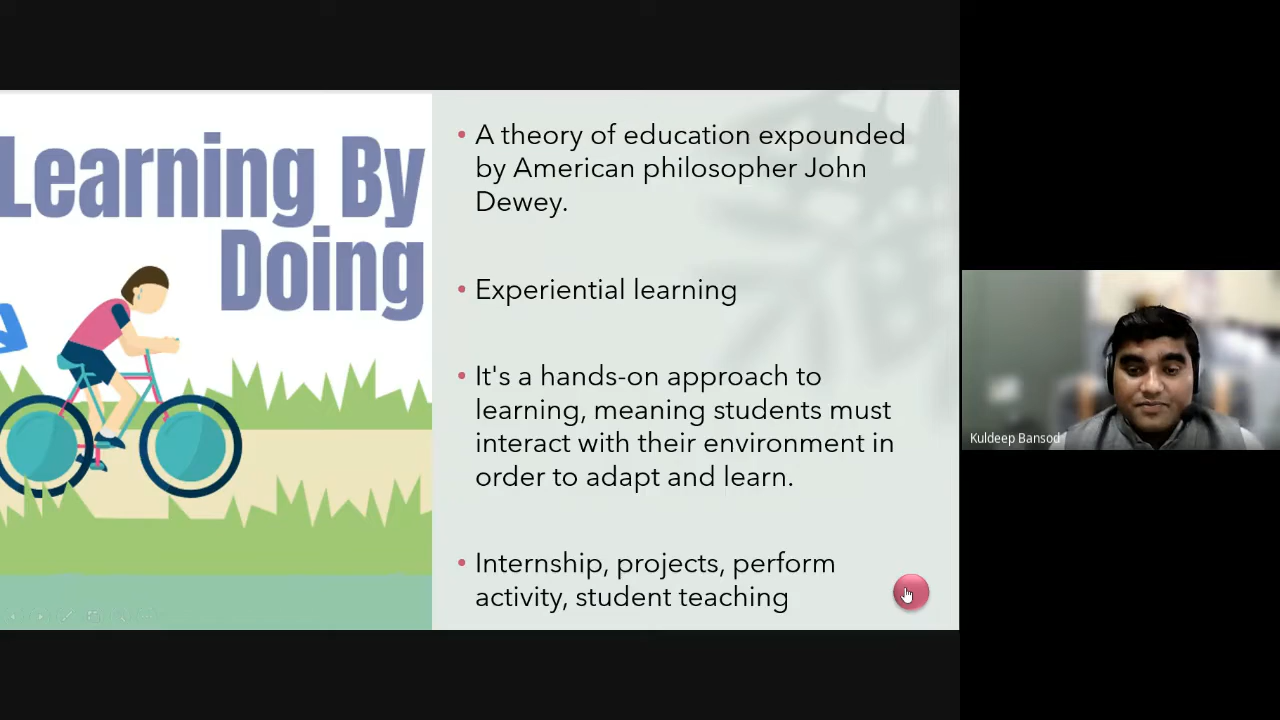 Learning By
Doing
• A theory of education expounded
by American philosopher John
Dewey.
• Experiential learning
• It's a hands-on approach to
learning, meaning students must
interact with their environment in
order to adapt and learn.
• Internship, projects, perform
activity, student teaching
Kuldeep Bansod